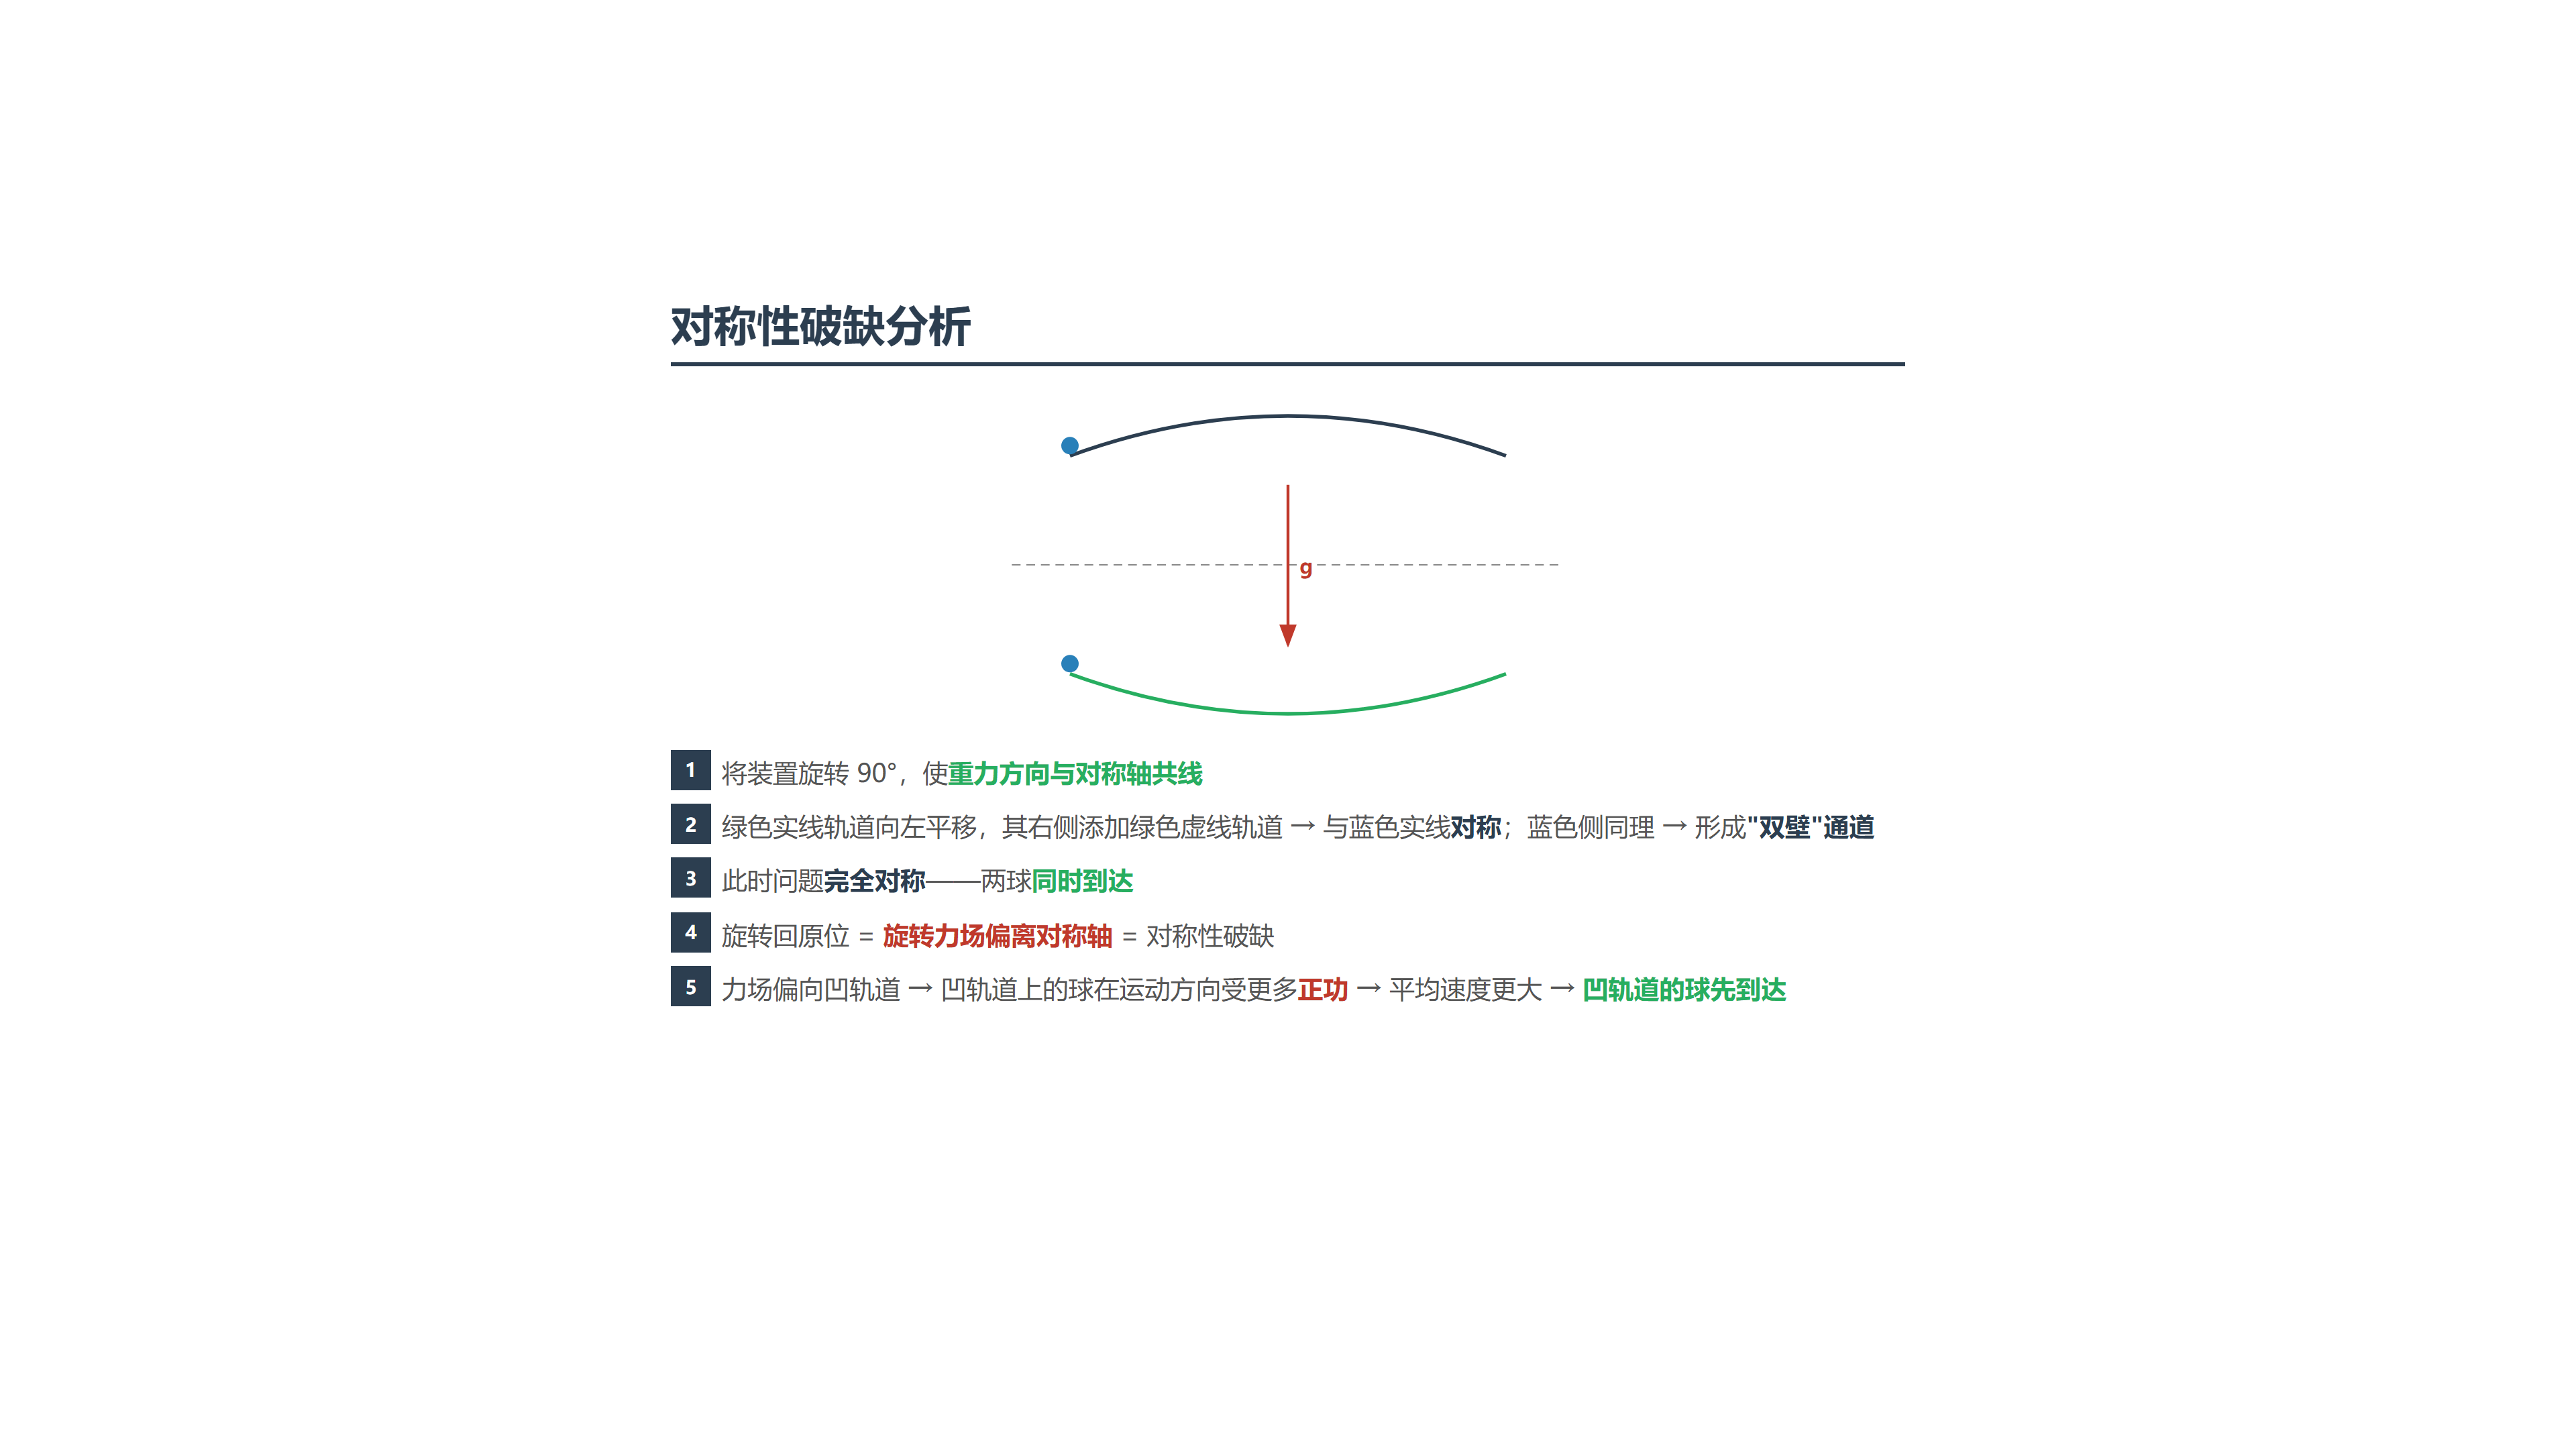 对称性破缺分析
g
1 将装置旋转 90°，使重力方向与对称轴共线
2 绿色实线轨道向左平移，其右侧添加绿色虚线轨道 → 与蓝色实线对称；蓝色侧同理 → 形成"双壁"通道
3 此时问题完全对称——两球同时到达
4 旋转回原位 = 旋转力场偏离对称轴 = 对称性破缺
5 力场偏向凹轨道 → 凹轨道上的球在运动方向受更多正功 → 平均速度更大 → 凹轨道的球先到达